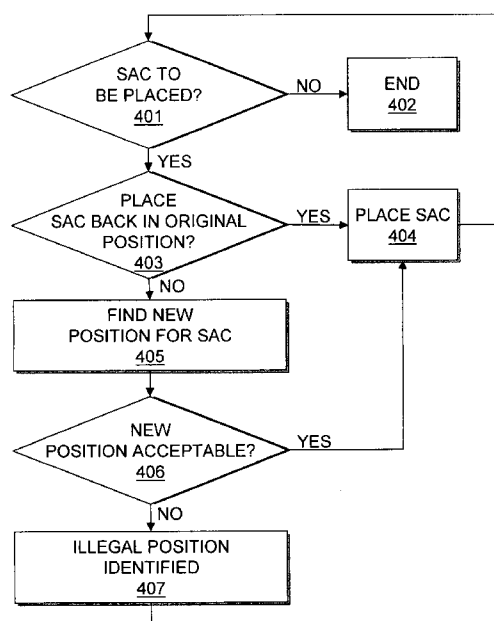 SAC TO
BE PLACED?
401
NO
END
402
YES
PLACE
SAC BACK IN ORIGINAL
POSITION?
403
YES
PLACE SAC
404
NO
FIND NEW
POSITION FOR SAC
405
NEW
POSITION ACCEPTABLE?
406
YES
NO
ILLEGAL POSITION
IDENTIFIED
407